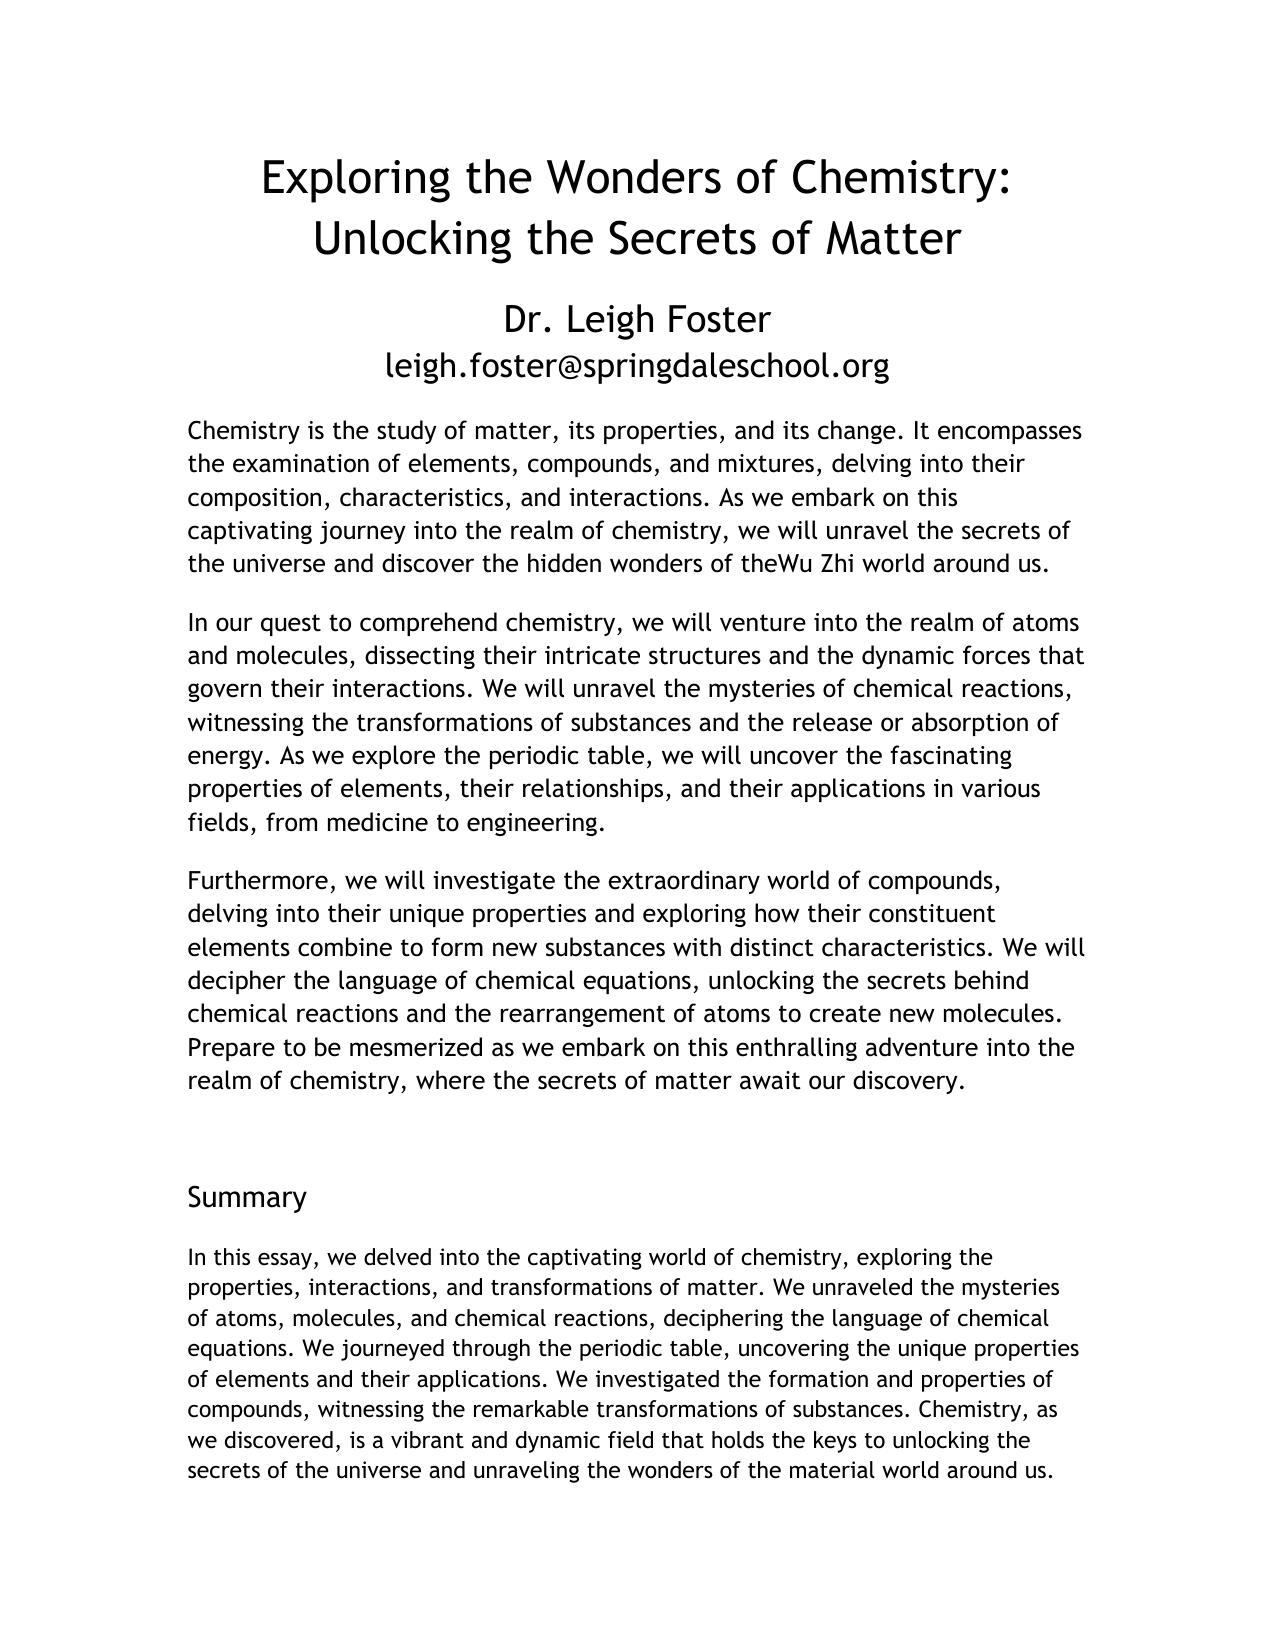 Exploring the Wonders of Chemistry:
Unlocking the Secrets of Matter
Dr. Leigh Foster
leigh.foster@springdaleschool.org
Chemistry is the study of matter, its properties, and its change. It encompasses
the examination of elements, compounds, and mixtures, delving into their
composition, characteristics, and interactions. As we embark on this
captivating journey into the realm of chemistry, we will unravel the secrets of
the universe and discover the hidden wonders of theWu Zhi world around us.
In our quest to comprehend chemistry, we will venture into the realm of atoms
and molecules, dissecting their intricate structures and the dynamic forces that
govern their interactions. We will unravel the mysteries of chemical reactions,
witnessing the transformations of substances and the release or absorption of
energy. As we explore the periodic table, we will uncover the fascinating
properties of elements, their relationships, and their applications in various
fields, from medicine to engineering.
Furthermore, we will investigate the extraordinary world of compounds,
delving into their unique properties and exploring how their constituent
elements combine to form new substances with distinct characteristics. We will
decipher the language of chemical equations, unlocking the secrets behind
chemical reactions and the rearrangement of atoms to create new molecules.
Prepare to be mesmerized as we embark on this enthralling adventure into the
realm of chemistry, where the secrets of matter await our discovery.
Summary
In this essay, we delved into the captivating world of chemistry, exploring the
properties, interactions, and transformations of matter. We unraveled the mysteries
of atoms, molecules, and chemical reactions, deciphering the language of chemical
equations. We journeyed through the periodic table, uncovering the unique properties
of elements and their applications. We investigated the formation and properties of
compounds, witnessing the remarkable transformations of substances. Chemistry, as
we discovered, is a vibrant and dynamic field that holds the keys to unlocking the
secrets of the universe and unraveling the wonders of the material world around us.